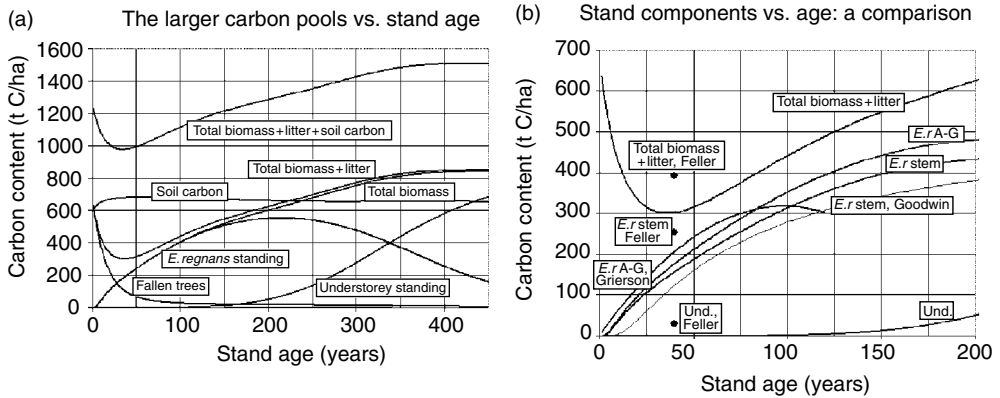 (a) The larger carbon pools vs. stand age
1600
1400
1200
1000
800
600
400
200
0
Carbon content (t C/ha)
Total biomass+litter+soil carbon
Total biomass+litter
Soil carbon
Total biomass
E.regnans standing
Fallen trees
Understorey standing
0 100 200 300 400
Stand age (years)
(b) Stand components vs. age: a comparison
700
600
500
400
300
200
100
0
Carbon content (t C/ha)
Total biomass+litter
E.r A-G
Total biomass
+litter, Feller
E.r stem
E.r stem, Goodwin
E.r stem
Feller
E.r A-G,
Grierson
Und.,
Feller
Und.
0 50 100 150 200
Stand age (years)